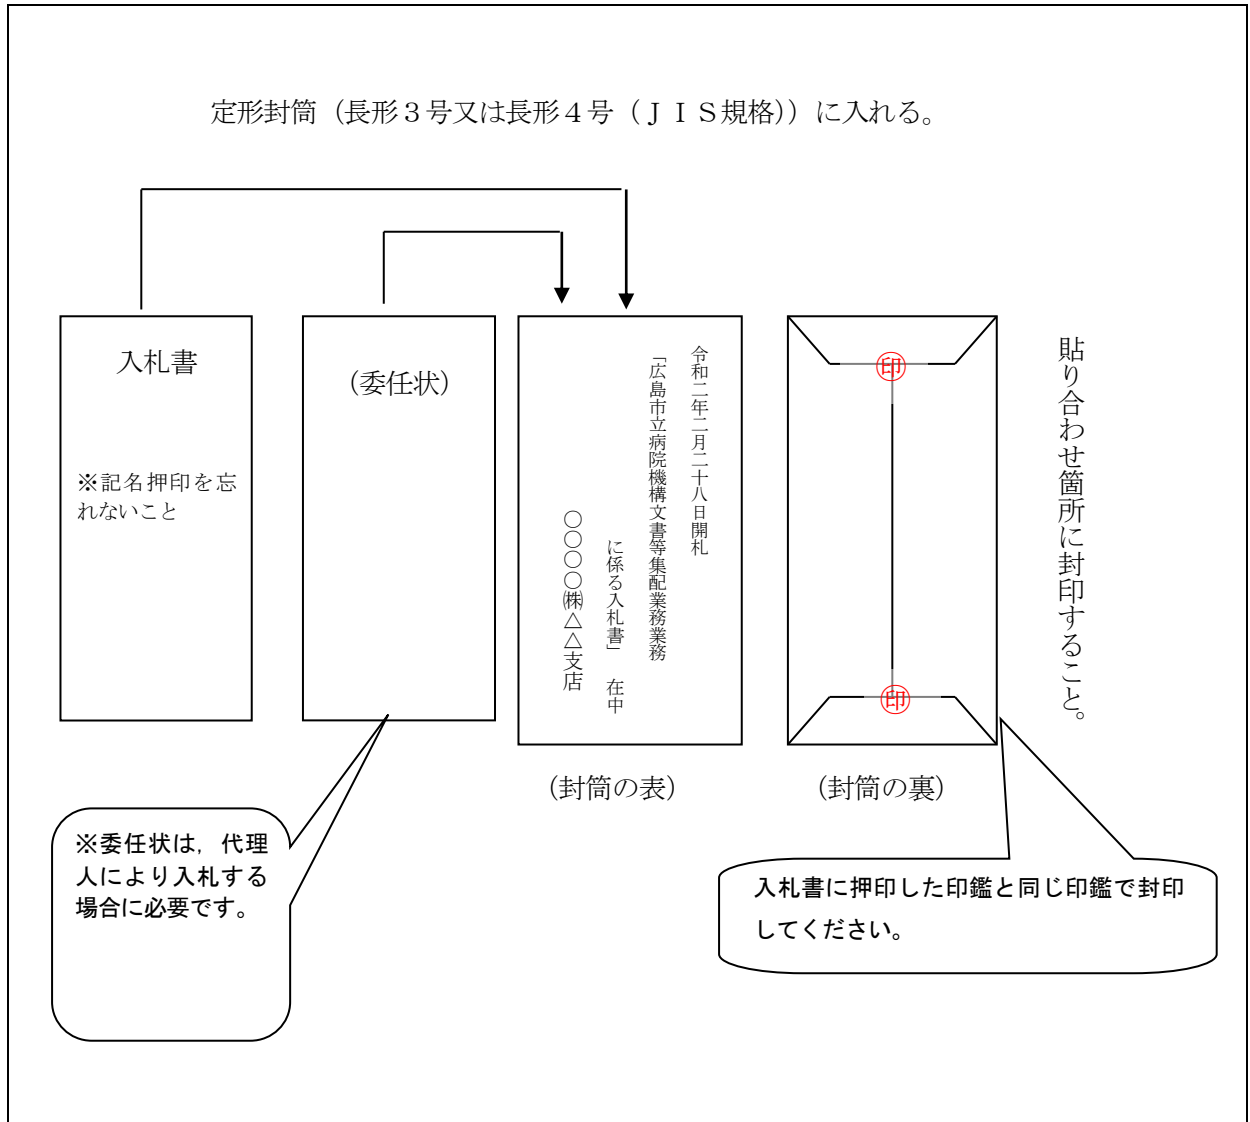 定形封筒（長形３号又は長形４号（ＪＩＳ規格））に入れる。
入札書
※記名押印を忘
れないこと
（委任状）
令和二年二月二十八日開札
「広島市立病院機構文書等集配業務業務
に係る入札書」　在中
〇〇〇〇㈱△△支店
印
印
貼り合わせ箇所に封印すること。
（封筒の表）
（封筒の裏）
※委任状は，代理
人により入札する
場合に必要です。
入札書に押印した印鑑と同じ印鑑で封印
してください。